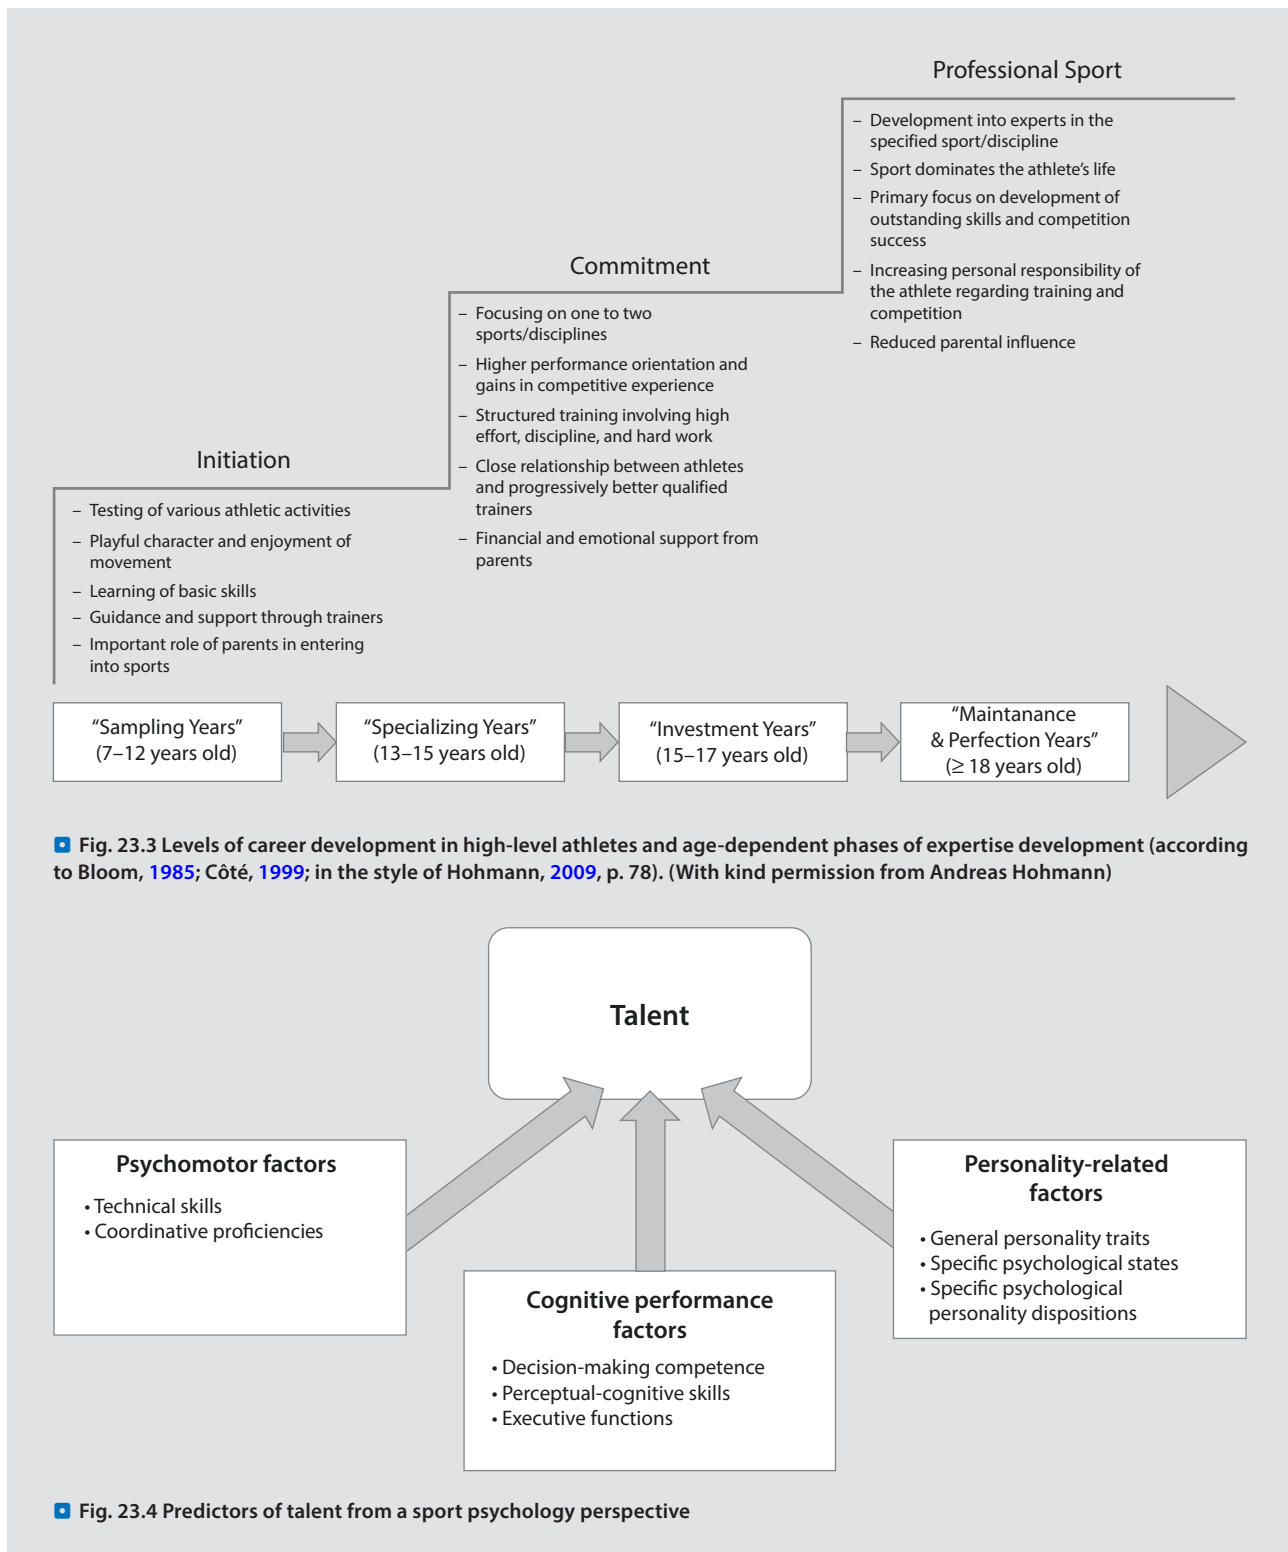 Professional Sport
– Development into experts in the
specified sport/discipline
– Sport dominates the athlete’s life
– Primary focus on development of
outstanding skills and competition
success
– Increasing personal responsibility of
the athlete regarding training and
competition
– Reduced parental influence
Commitment
– Focusing on one to two
sports/disciplines
– Higher performance orientation and
gains in competitive experience
– Structured training involving high
effort, discipline, and hard work
– Close relationship between athletes
and progressively better qualified
trainers
– Financial and emotional support from
parents
Initiation
– Testing of various athletic activities
– Playful character and enjoyment of
movement
– Learning of basic skills
– Guidance and support through trainers
– Important role of parents in entering
into sports
“Sampling Years”
(7–12 years old)
“Specializing Years”
(13–15 years old)
“Investment Years”
(15–17 years old)
“Maintanance
& Perfection Years”
(≥ 18 years old)
Fig. 23.3 Levels of career development in high-level athletes and age-dependent phases of expertise development (according
to Bloom, 1985; Côté, 1999; in the style of Hohmann, 2009, p. 78). (With kind permission from Andreas Hohmann)
Talent
Psychomotor factors
• Technical skills
• Coordinative proficiencies
Cognitive performance
factors
• Decision-making competence
• Perceptual-cognitive skills
• Executive functions
Personality-related
factors
• General personality traits
• Specific psychological states
• Specific psychological
personality dispositions
Fig. 23.4 Predictors of talent from a sport psychology perspective